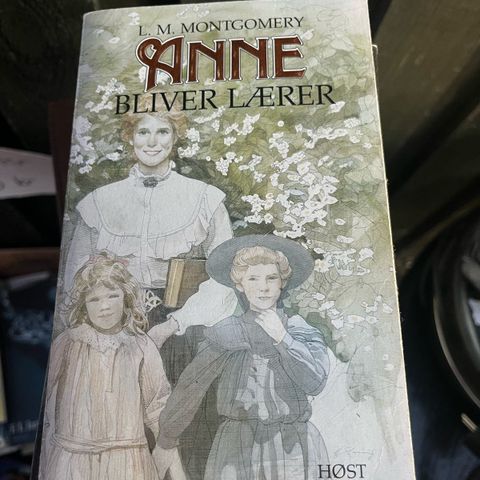 L. M. MONTGOMERY
ANNE
BLIVER LÆRER
HØST